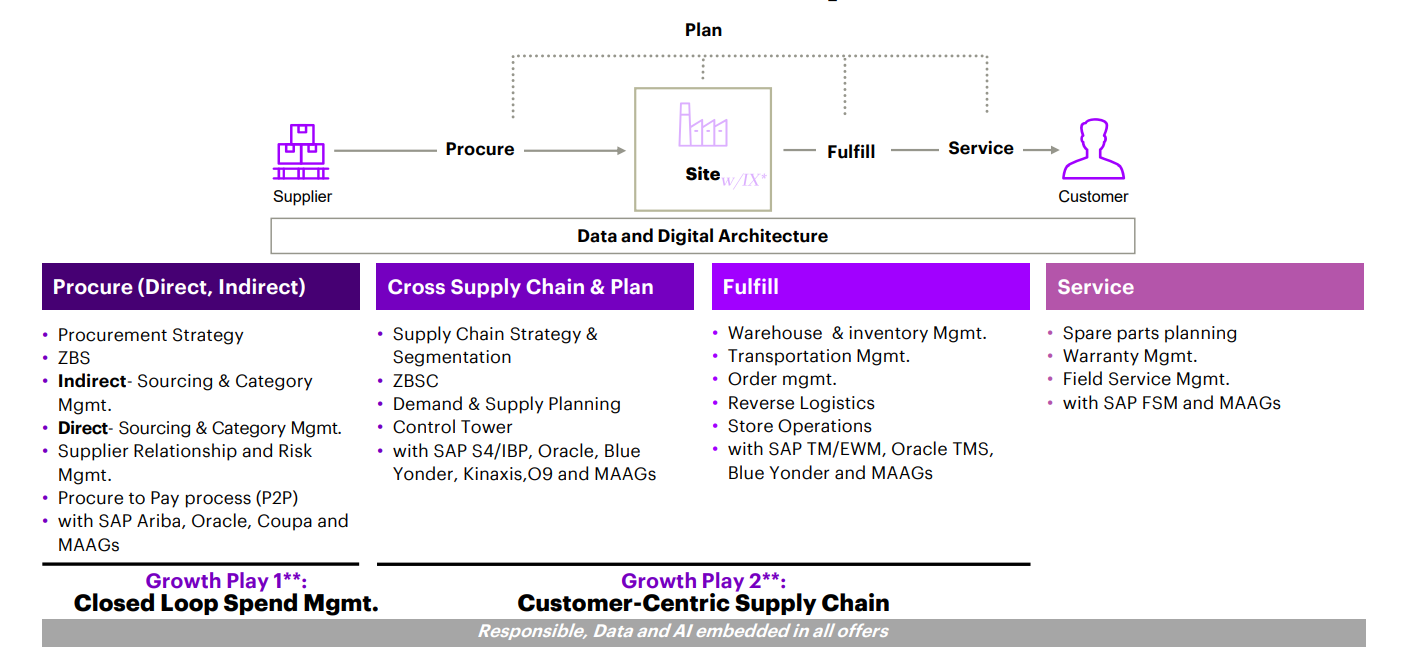 Plan
Procure
Site w/IX*
Fulfill
Service
Supplier
Customer
Data and Digital Architecture
Procure (Direct, Indirect)
• Procurement Strategy
• ZBS
• Indirect- Sourcing & Category
Mgmt.
• Direct- Sourcing & Category Mgmt.
• Supplier Relationship and Risk
Mgmt.
• Procure to Pay process (P2P)
• with SAP Ariba, Oracle, Coupa and
MAAGs
Cross Supply Chain & Plan
• Supply Chain Strategy &
Segmentation
• ZBSC
• Demand & Supply Planning
• Control Tower
• with SAP S4/IBP, Oracle, Blue
Yonder, Kinaxis,O9 and MAAGs
Fulfill
• Warehouse & inventory Mgmt.
• Transportation Mgmt.
• Order mgmt.
• Reverse Logistics
• Store Operations
• with SAP TM/EWM, Oracle TMS,
Blue Yonder and MAAGs
Service
• Spare parts planning
• Warranty Mgmt.
• Field Service Mgmt.
• with SAP FSM and MAAGs
Growth Play 1**:
Closed Loop Spend Mgmt.
Growth Play 2**:
Customer-Centric Supply Chain
Responsible, Data and AI embedded in all offers